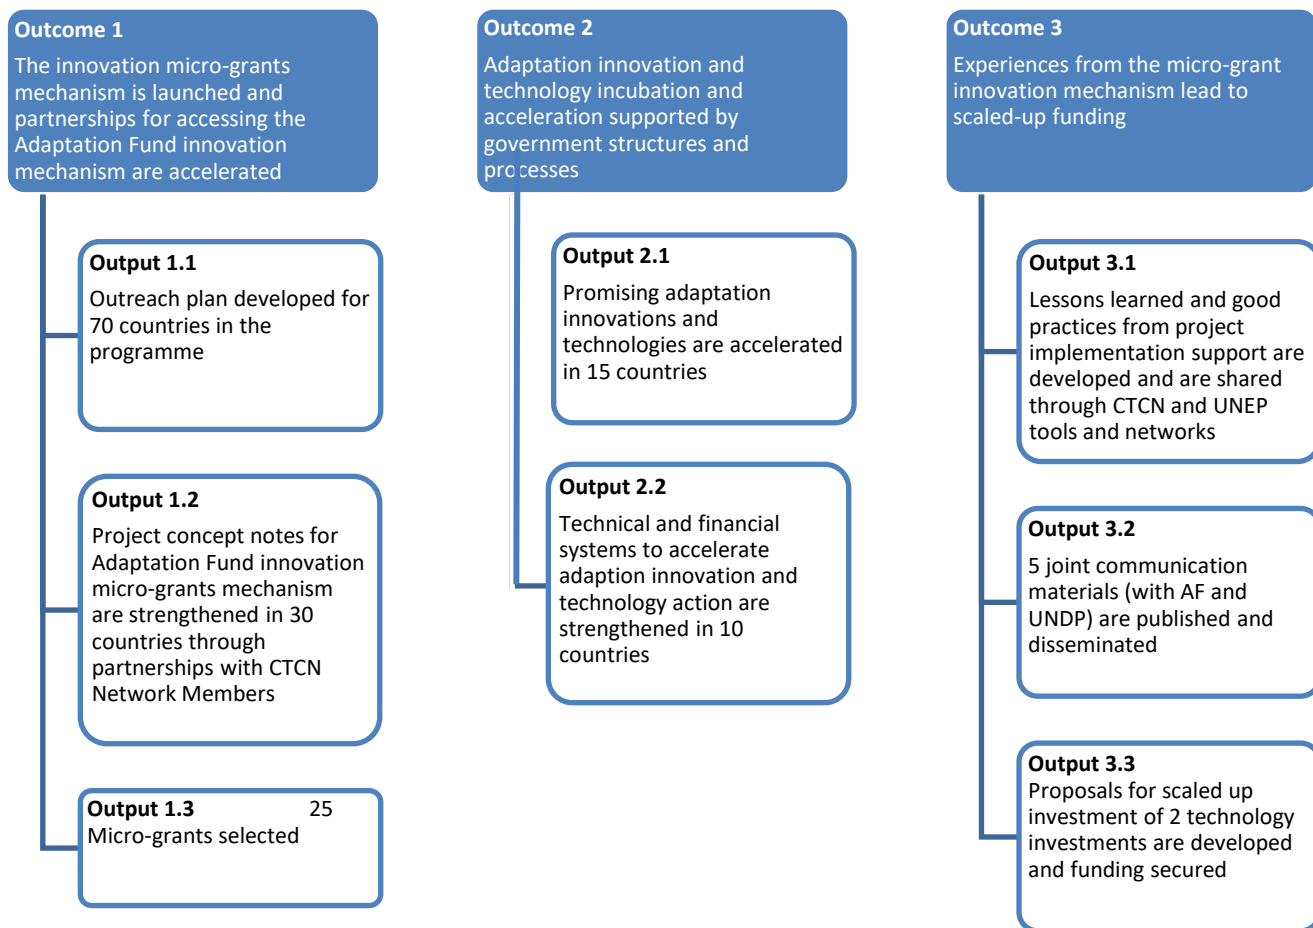 Outcome 1
The innovation micro-grants
mechanism is launched and
partnerships for accessing the
Adaptation Fund innovation
mechanism are accelerated
Output 1.1
Outreach plan developed for
70 countries in the
programme
Output 1.2
Project concept notes for
Adaptation Fund innovation
micro-grants mechanism
are strengthened in 30
countries through
partnerships with CTCN
Network Members
Output 1.3 25
Micro-grants selected
Outcome 2
Adaptation innovation and
technology incubation and
acceleration supported by
government structures and
processes
Output 2.1
Promising adaptation
innovations and
technologies are accelerated
in 15 countries
Output 2.2
Technical and financial
systems to accelerate
adaption innovation and
technology action are
strengthened in 10
countries
Outcome 3
Experiences from the micro-grant
innovation mechanism lead to
scaled-up funding
Output 3.1
Lessons learned and good
practices from project
implementation support are
developed and are shared
through CTCN and UNEP
tools and networks
Output 3.2
5 joint communication
materials (with AF and
UNDP) are published and
disseminated
Output 3.3
Proposals for scaled up
investment of 2 technology
investments are developed
and funding secured